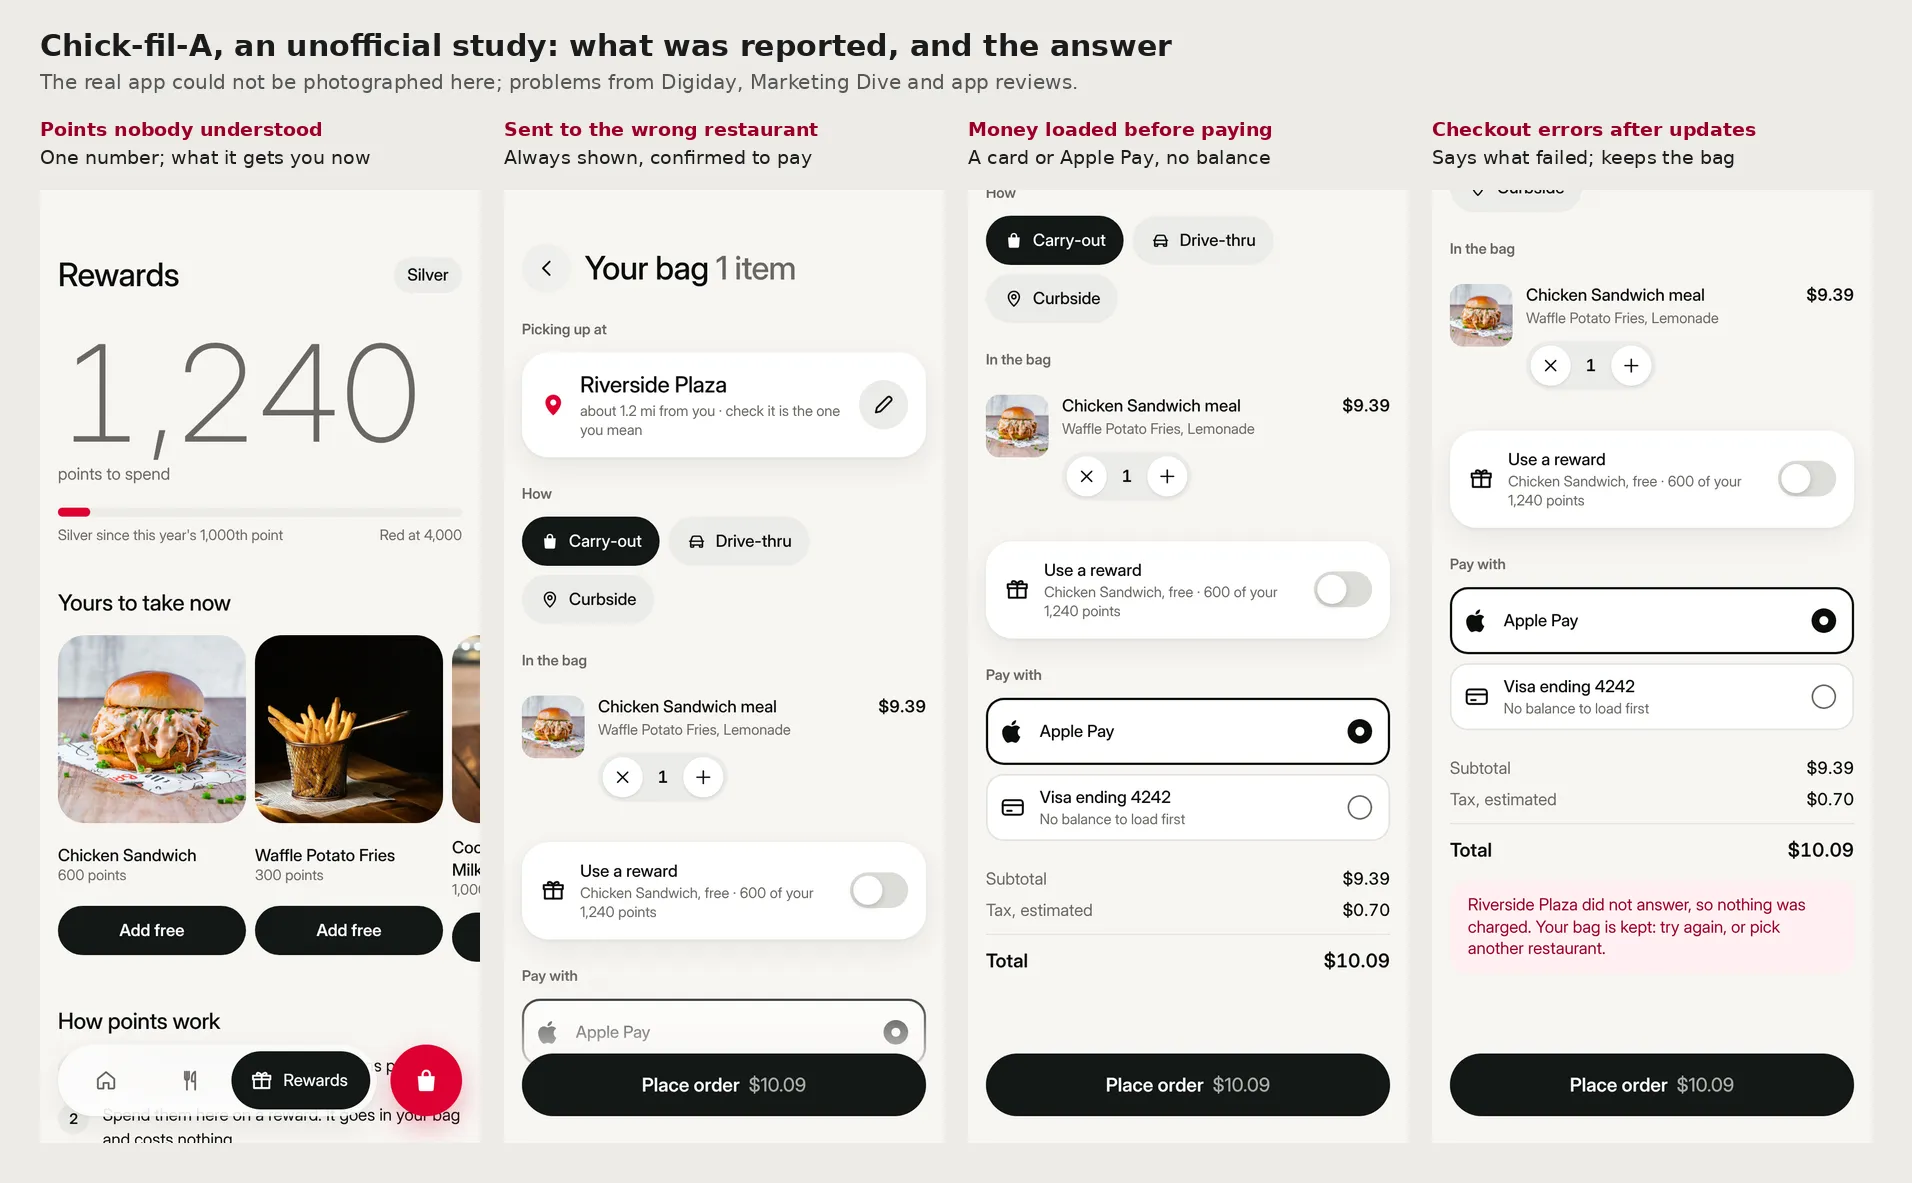 Chick-fil-A, an unofficial study: what was reported, and the answer
The real app could not be photographed here; problems from Digiday, Marketing Dive and app reviews.
Points nobody understood
One number; what it gets you now
Rewards
Silver
1,240
points to spend
Silver since this year's 1,000th point
Red at 4,000
Yours to take now
Chicken Sandwich
600 points
Add free
Waffle Potato Fries
300 points
Add free
How points work
Rewards
2
Spend them here on a reward. It goes in your bag
and costs nothing
Sent to the wrong restaurant
Always shown, confirmed to pay
Your bag 1 item
Picking up at
Riverside Plaza
about 1.2 mi from you · check it is the one
you mean
How
Carry-out
Drive-thru
Curbside
In the bag
Chicken Sandwich meal
$9.39
Waffle Potato Fries, Lemonade
1
Use a reward
Chicken Sandwich, free · 600 of your
1,240 points
Pay with
Apple Pay
Place order $10.09
Money loaded before paying
A card or Apple Pay, no balance
How
Carry-out
Drive-thru
Curbside
In the bag
Chicken Sandwich meal
$9.39
Waffle Potato Fries, Lemonade
1
Use a reward
Chicken Sandwich, free · 600 of your
1,240 points
Pay with
Apple Pay
Visa ending 4242
No balance to load first
Subtotal
$9.39
Tax, estimated
$0.70
Total
$10.09
Place order $10.09
Checkout errors after updates
Says what failed; keeps the bag
Curbside
In the bag
Chicken Sandwich meal
$9.39
Waffle Potato Fries, Lemonade
1
Use a reward
Chicken Sandwich, free · 600 of your
1,240 points
Pay with
Apple Pay
Visa ending 4242
No balance to load first
Subtotal
$9.39
Tax, estimated
$0.70
Total
$10.09
Riverside Plaza did not answer, so nothing was
charged. Your bag is kept: try again, or pick
another restaurant.
Place order $10.09